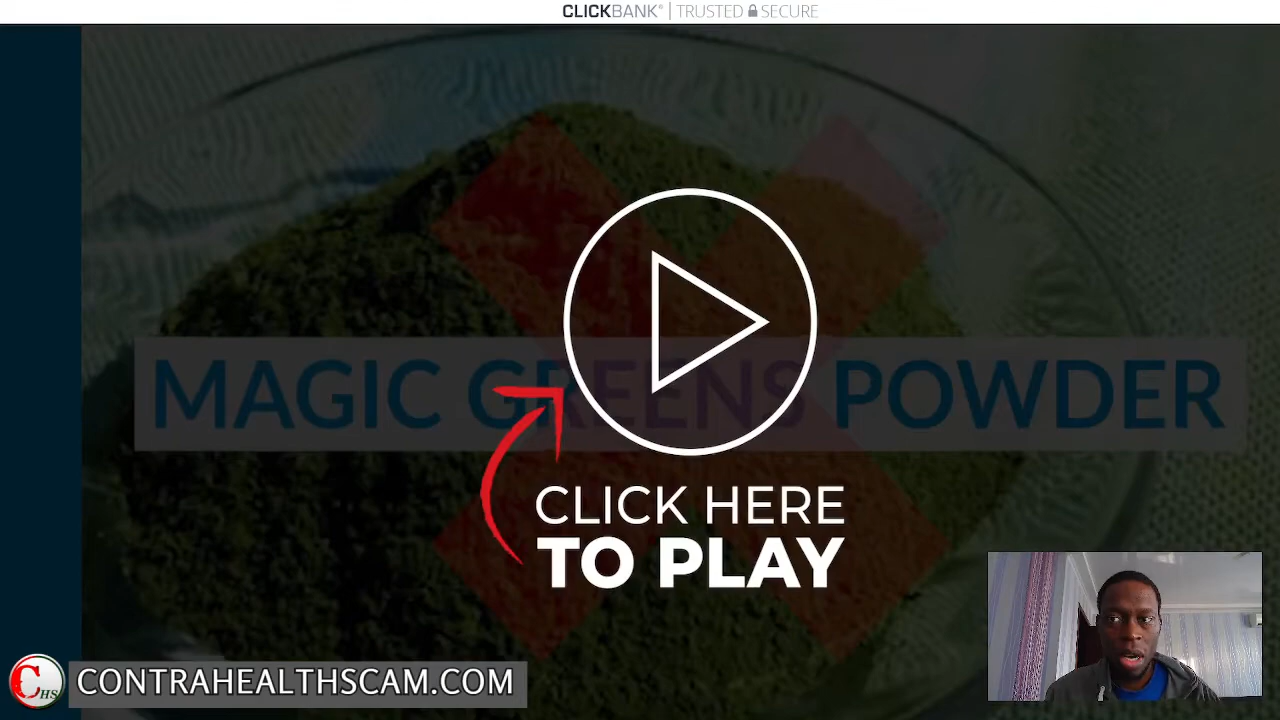 CLICKBANK® | TRUSTED SECURE
MAGIC GREENS POWDER
CLICK HERE
TO PLAY
CHS CONTRAHEALTHSCAM.COM